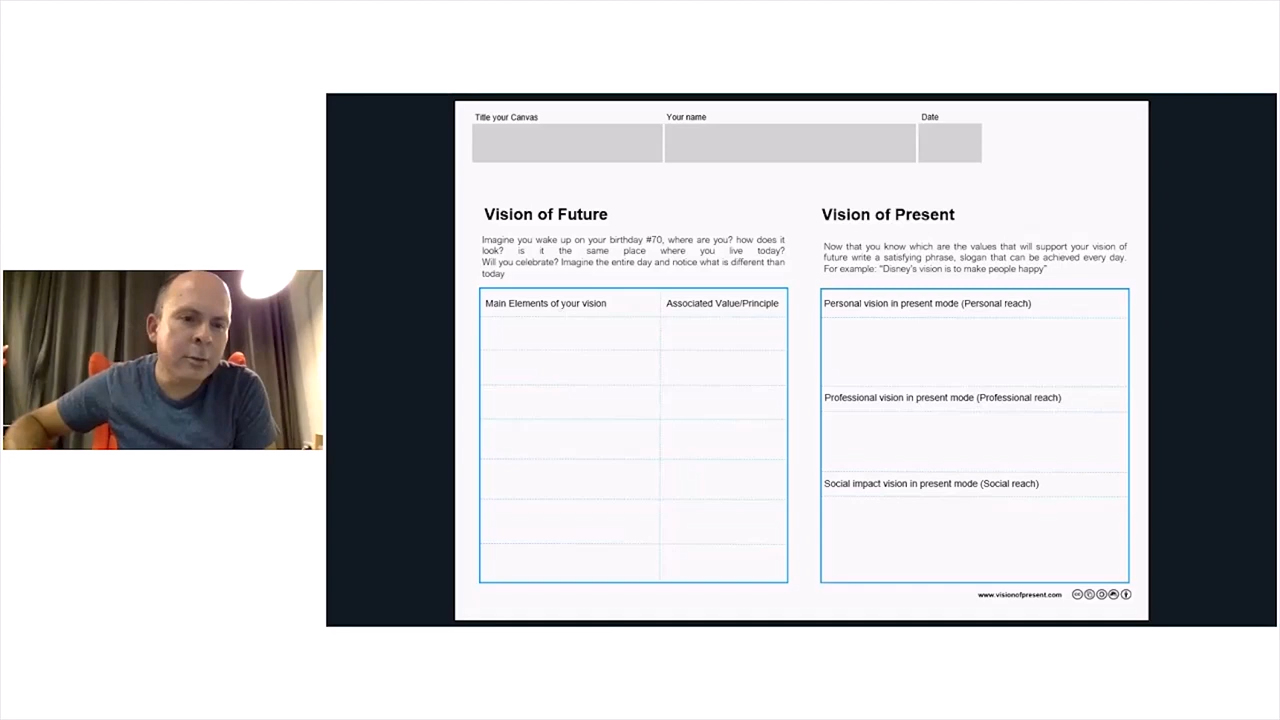 Title your Canvas
Your name
Date
Vision of Future
Imagine you wake up on your birthday #70, where are you? how does it
look? is it the same place where you live today?
Will you celebrate? Imagine the entire day and notice what is different than
today
Main Elements of your vision
Associated Value/Principle
Vision of Present
Now that you know which are the values that will support your vision of
future write a satisfying phrase, slogan that can be achieved every day.
For example: “Disney's vision is to make people happy”
Personal vision in present mode (Personal reach)
Professional vision in present mode (Professional reach)
Social impact vision in present mode (Social reach)
www.visionofpresent.com